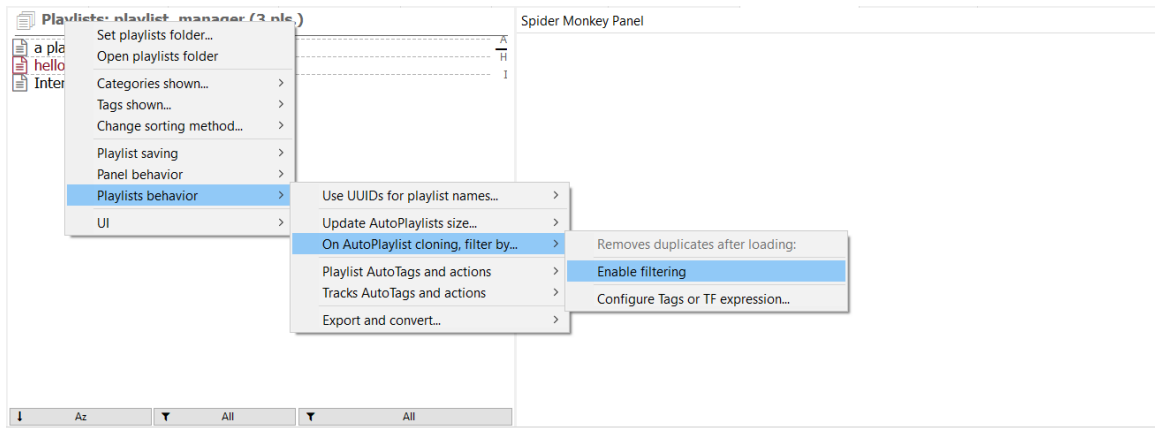 Playlists: playlist_manager (3 pls.)
Spider Monkey Panel
a pla
hello
Inter
A
H
I
Set playlists folder...
Open playlists folder
Categories shown...
Tags shown...
Change sorting method...
Playlist saving
Panel behavior
Playlists behavior
UI
Use UUIDs for playlist names...
Update AutoPlaylists size...
On AutoPlaylist cloning, filter by...
Playlist AutoTags and actions
Tracks AutoTags and actions
Export and convert...
Removes duplicates after loading:
Enable filtering
Configure Tags or TF expression...
Az
All
All